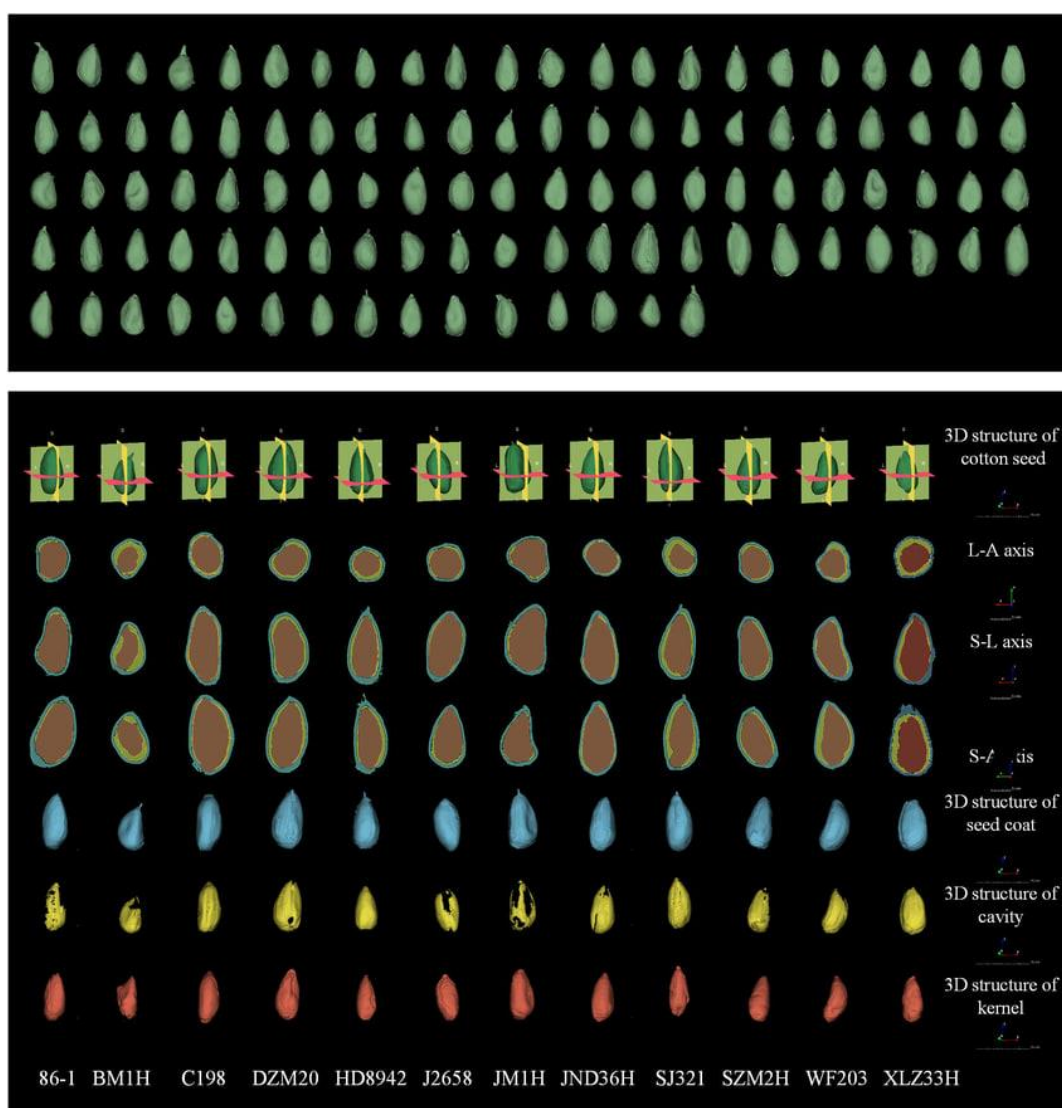 3D structure of
cotton seed
L-A axis
S-L axis
3D structure of
seed coat
3D structure of
cavity
3D structure of
kernel
86-1 BM1H C198 DZM20 HD8942 J2658 JM1H JND36H SJ321 SZM2H WF203 XLZ33H